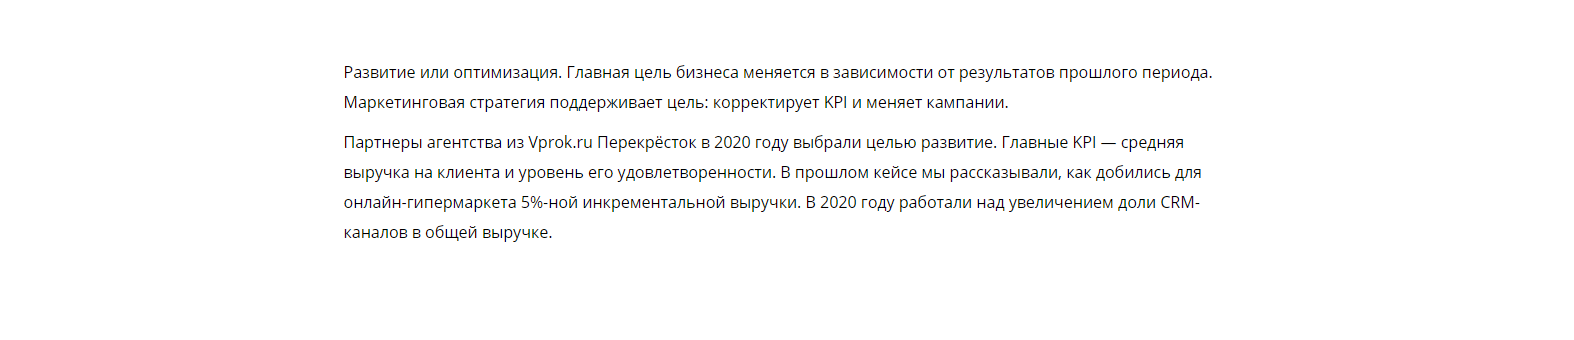 Развитие или оптимизация. Главная цель бизнеса меняется в зависимости от результатов прошлого периода.
Маркетинговая стратегия поддерживает цель: корректирует KPI и меняет кампании.
Партнеры агентства из Vprok.ru Перекрёсток в 2020 году выбрали целью развитие. Главные KPI — средняя
выручка на клиента и уровень его удовлетворенности. В прошлом кейсе мы рассказывали, как добились для
онлайн-гипермаркета 5%-ной инкрементальной выручки. В 2020 году работали над увеличением доли CRM-
каналов в общей выручке.